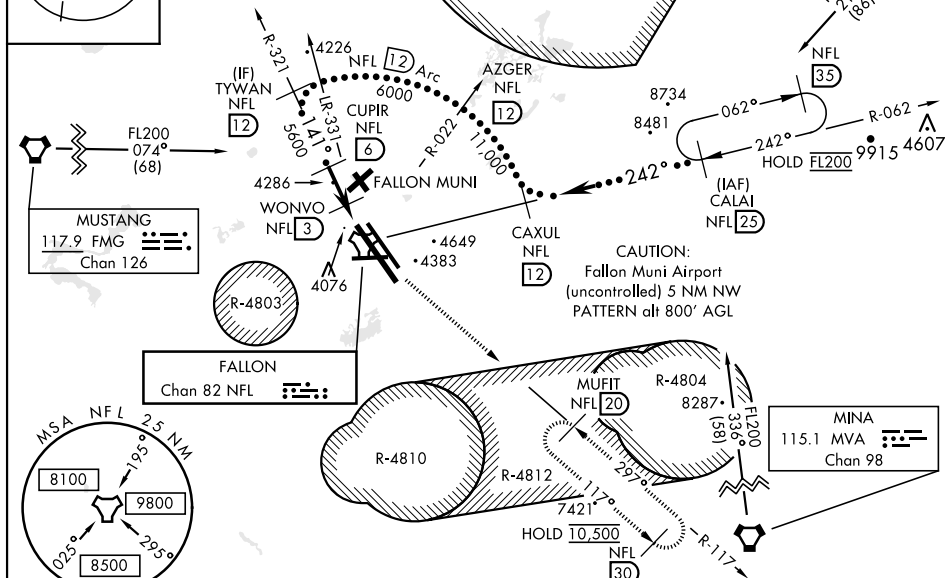 R-321
4226
NFL 12 Arc
6000
(IF)
TYWAN
NFL
12
LR-331
141°
5600
CUPIR
NFL
6
AZGER
NFL
12
R-022
11,000
NFL
35
8734
8481
062°
242°
R-062
HOLD FL200
9915
4607
242°
(IAF)
CALAI
NFL 25
FL200
074°
(68)
4286
FALLON MUNI
WONVO
NFL 3
MUSTANG
117.9 FMG
Chan 126
4076
4649
4383
CAXUL
NFL
12
CAUTION:
Fallon Muni Airport
(uncontrolled) 5 NM NW
PATTERN alt 800' AGL
R-4803
FALLON
Chan 82 NFL
MUFIT
NFL 20
R-4804
8287
FL200
336°
(58)
MINA
115.1 MVA
Chan 98
MSA NFL 25 NM
195°
8100
9800
025°
295°
8500
R-4810
R-4812
297°
117°
7421
HOLD 10,500
NFL
30
R-117